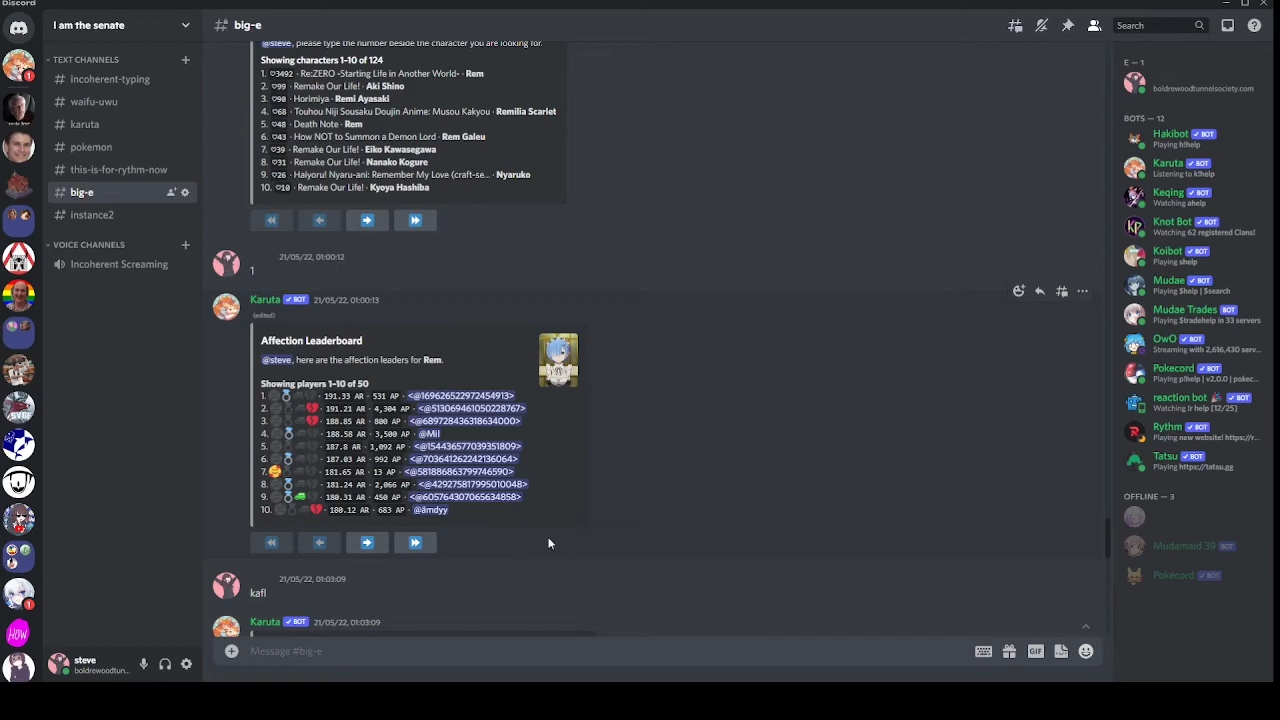 Discord
I am the senate
big-e
Search
TEXT CHANNELS
incoherent-typing
waifu-uwu
karuta
pokemon
this-is-for-rythm-now
big-e
instance2
VOICE CHANNELS
Incoherent Screaming
@steve, please type the number beside the character you are looking for.
Showing characters 1-10 of 124
1. ♡3492 · Re:ZERO -Starting Life in Another World- · Rem
2. ♡99 · Remake Our Life! · Aki Shino
3. ♡90 · Horimiya · Remi Ayasaki
4. ♡68 · Touhou Niji Sousaku Doujin Anime: Musou Kakyou · Remilia Scarlet
5. ♡48 · Death Note · Rem
6. ♡43 · How NOT to Summon a Demon Lord · Rem Galeu
7. ♡39 · Remake Our Life! · Eiko Kawasegawa
8. ♡31 · Remake Our Life! · Nanako Kogure
9. ♡26 · Haiyoru! Nyaru-ani: Remember My Love (craft-se... · Nyaruko
10. ♡10 · Remake Our Life! · Kyoya Hashiba
21/05/22, 01:00:12
1
Karuta ✓ BOT 21/05/22, 01:00:13
(edited)
Affection Leaderboard
@steve, here are the affection leaders for Rem.
Showing players 1-10 of 50
1. · 191.33 AR · 531 AP · <@169626522972454913>
2. · 191.21 AR · 4,304 AP · <@513069461050228767>
3. · 188.85 AR · 800 AP · <@689728436318634000>
4. · 188.58 AR · 3,500 AP · @Mil
5. · 187.8 AR · 1,092 AP · <@154436577039351809>
6. · 187.03 AR · 992 AP · <@703641262242136064>
7. · 181.65 AR · 13 AP · <@581886863799746590>
8. · 181.24 AR · 2,066 AP · <@429275817995010048>
9. · 180.31 AR · 450 AP · <@605764307065634858>
10. · 180.12 AR · 683 AP · @āmdyy
21/05/22, 01:03:09
kafl
Karuta ✓ BOT 21/05/22, 01:03:09
Message #big-e
GIF
steve
boldrewoodtun...
E — 1
boldrewoodtunnelsociety.com
BOTS — 12
Hakibot ✓ BOT
Playing h!help
Karuta ✓ BOT
Listening to k!help
Keqing ✓ BOT
Watching ahelp
Knot Bot ✓ BOT
Watching 62 registered Clans!
Koibot ✓ BOT
Playing shelp
Mudae ✓ BOT
Playing $help | $search
Mudae Trades BOT
Playing $tradehelp in 33 servers
OwO ✓ BOT
Streaming with 2,616,430 serv...
Pokecord ✓ BOT
Playing p!help | v2.0.0 | pokec...
reaction bot 🎉 ✓ BOT
Watching !r help [12/25]
Rythm ✓ BOT
Playing new website! https://r...
Tatsu ✓ BOT
Playing https://tatsu.gg
OFFLINE — 3
Mudamaid 39 BOT
Pokécord ✓ BOT
HOW